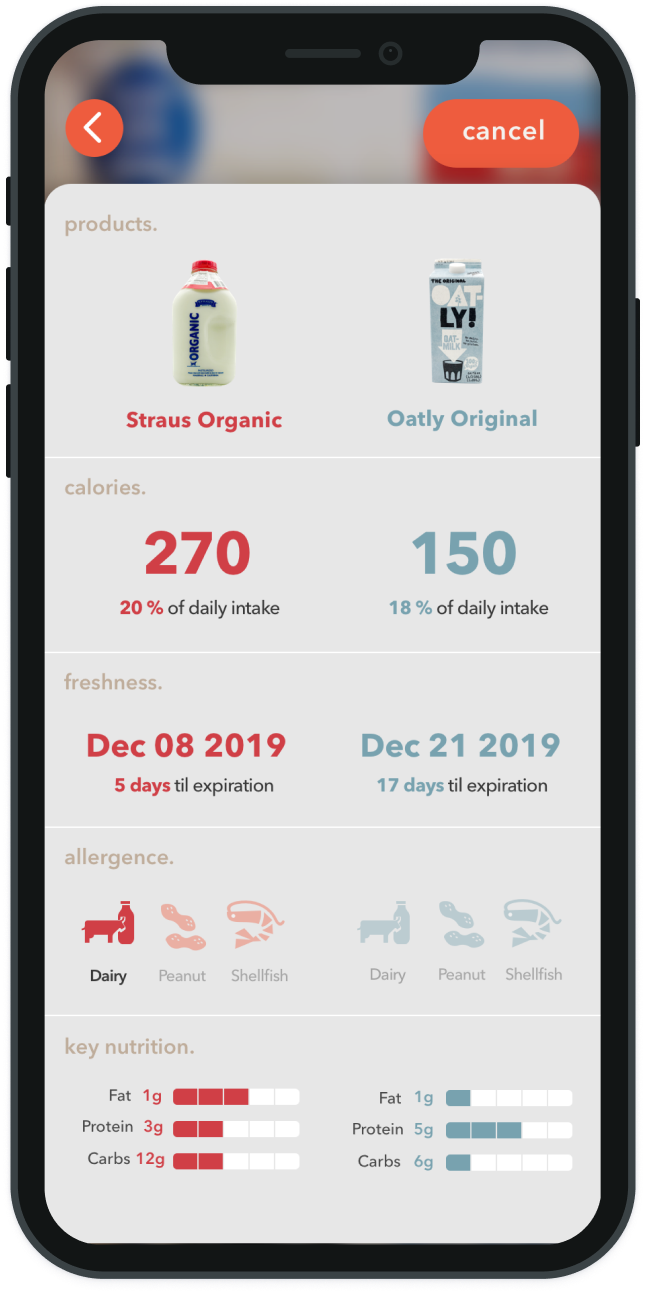 cancel
products.
ORGANIC
THE ORIGINAL
OAT-
LY!
OAT-
MILK
Straus Organic Oatly Original
calories.
270 150
20 % of daily intake 18 % of daily intake
freshness.
Dec 08 2019 Dec 21 2019
5 days til expiration 17 days til expiration
allergence.
Dairy Peanut Shellfish Dairy Peanut Shellfish
key nutrition.
Fat 1g Fat 1g
Protein 3g Protein 5g
Carbs 12g Carbs 6g